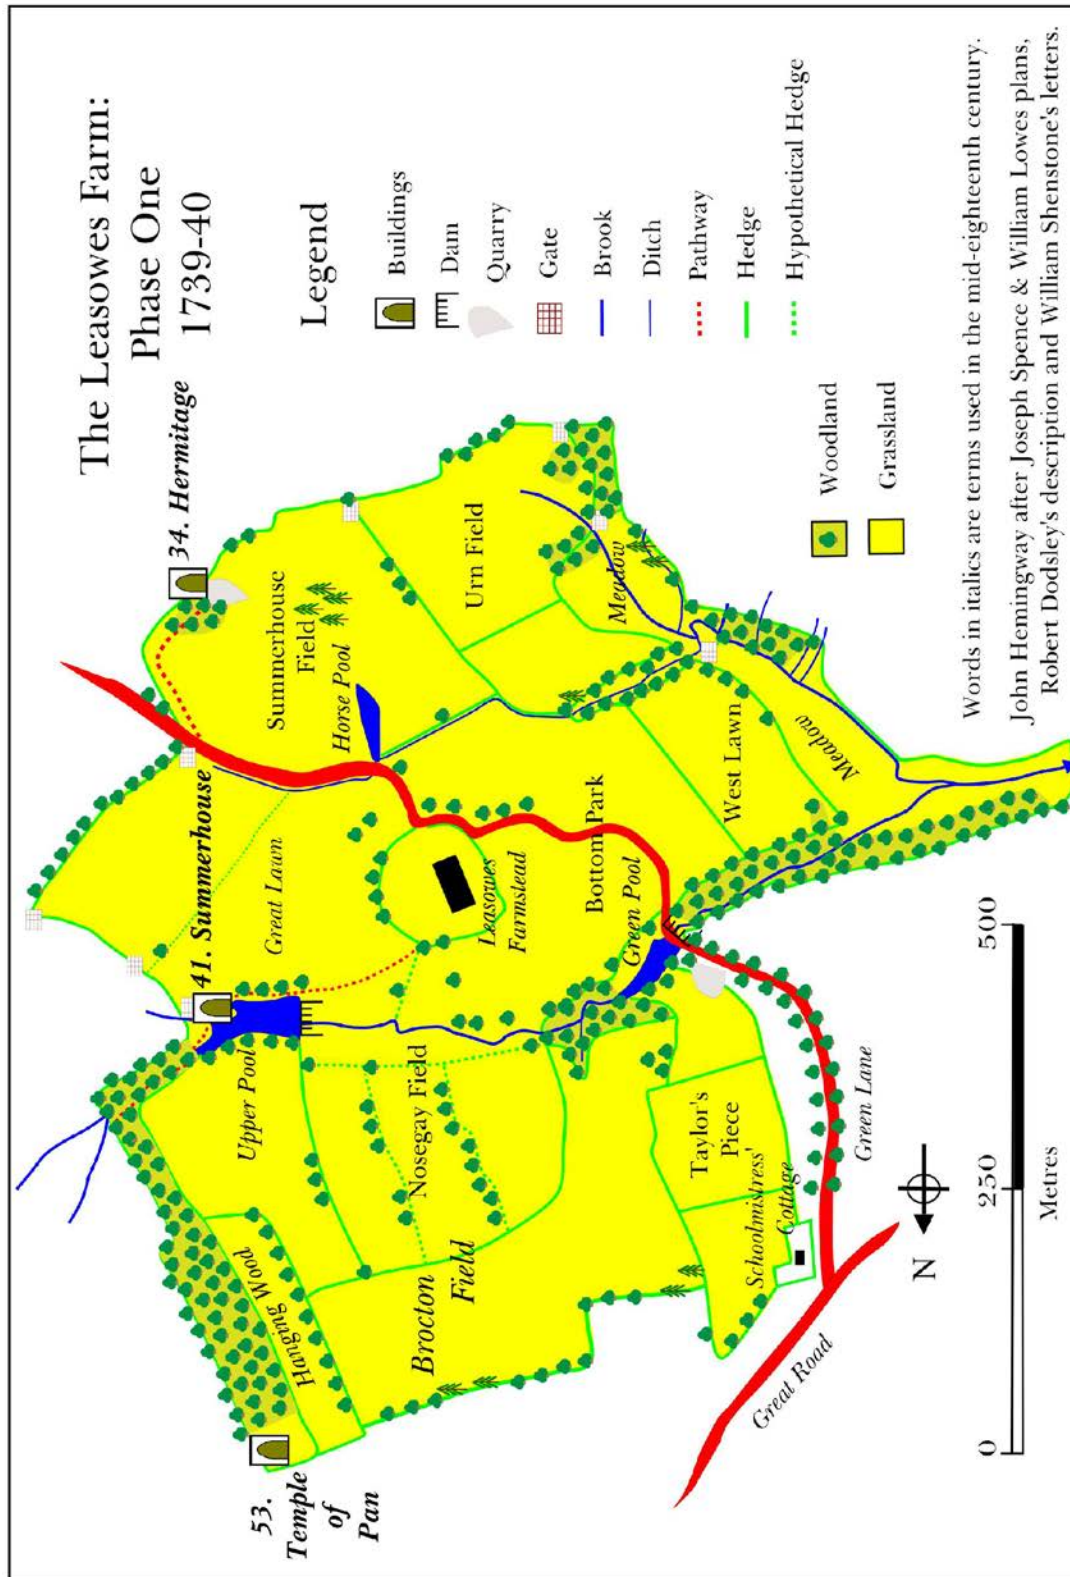 The Leasowes Farm:
Phase One
1739-40
34. Hermitage
41. Summerhouse
53.
Temple
of
Pan
Legend
Buildings
Dam
Quarry
Gate
Brook
Ditch
Pathway
Hedge
Hypothetical Hedge
Woodland
Grassland
Summerhouse
Field
Horse Pool
Urn Field
Meadow
Great Lawn
Leasowes
Farmstead
Bottom Park
West Lawn
Meadow
Upper Pool
Green Pool
Nosegay Field
Hanging Wood
Brocton
Field
Taylor's
Piece
Schoolmistress'
Cottage
Green Lane
Great Road
N
0
250
500
Metres
Words in italics are terms used in the mid-eighteenth century.
John Hemingway after Joseph Spence & William Lowes plans,
Robert Dodsley's description and William Shenstone's letters.